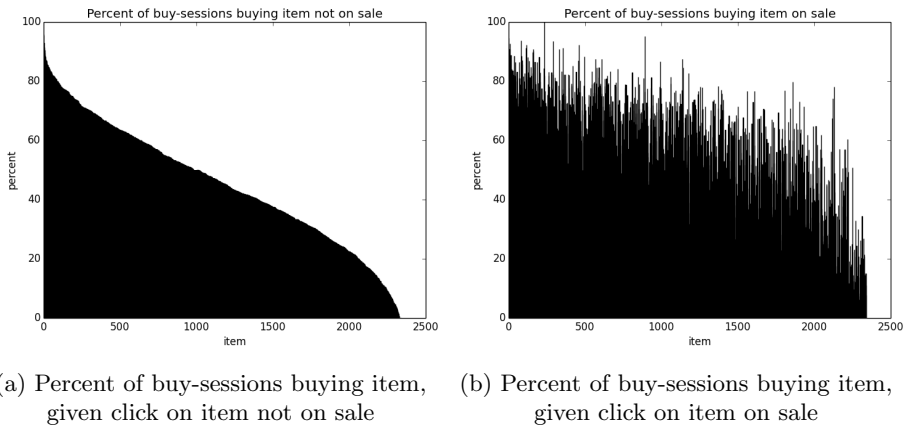 Percent of buy-sessions buying item not on sale
100
80
60
40
20
0
percent
0 500 1000 1500 2000 2500
item
Percent of buy-sessions buying item on sale
100
80
60
40
20
0
percent
0 500 1000 1500 2000 2500
item
(a) Percent of buy-sessions buying item,
given click on item not on sale
(b) Percent of buy-sessions buying item,
given click on item on sale